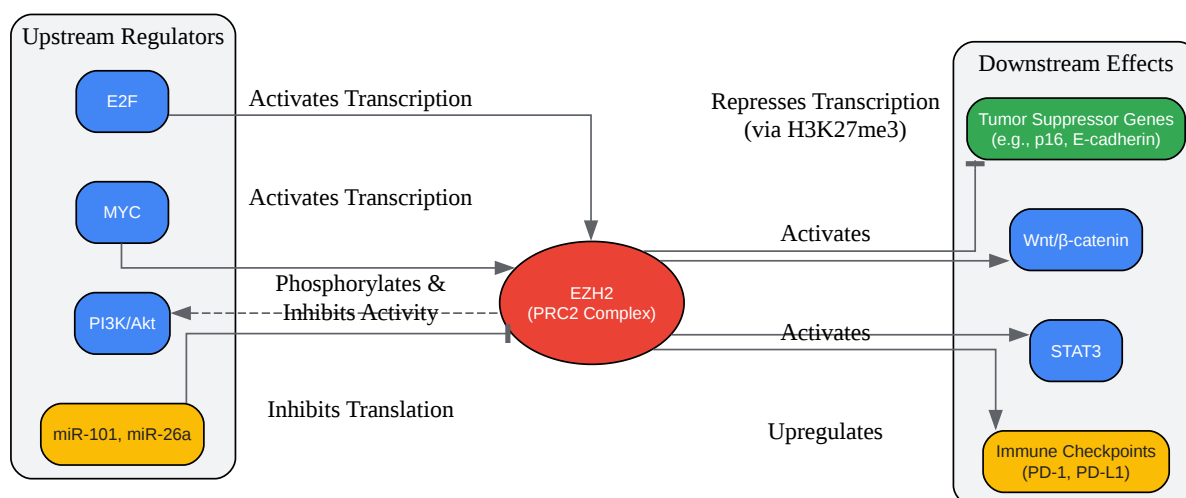 Upstream Regulators
E2F
MYC
PI3K/Akt
miR-101, miR-26a
Activates Transcription
Activates Transcription
Phosphorylates &
Inhibits Activity
Inhibits Translation
EZH2
(PRC2 Complex)
Represses Transcription
(via H3K27me3)
Activates
Activates
Upregulates
Downstream Effects
Tumor Suppressor Genes
(e.g., p16, E-cadherin)
Wnt/β-catenin
STAT3
Immune Checkpoints
(PD-1, PD-L1)